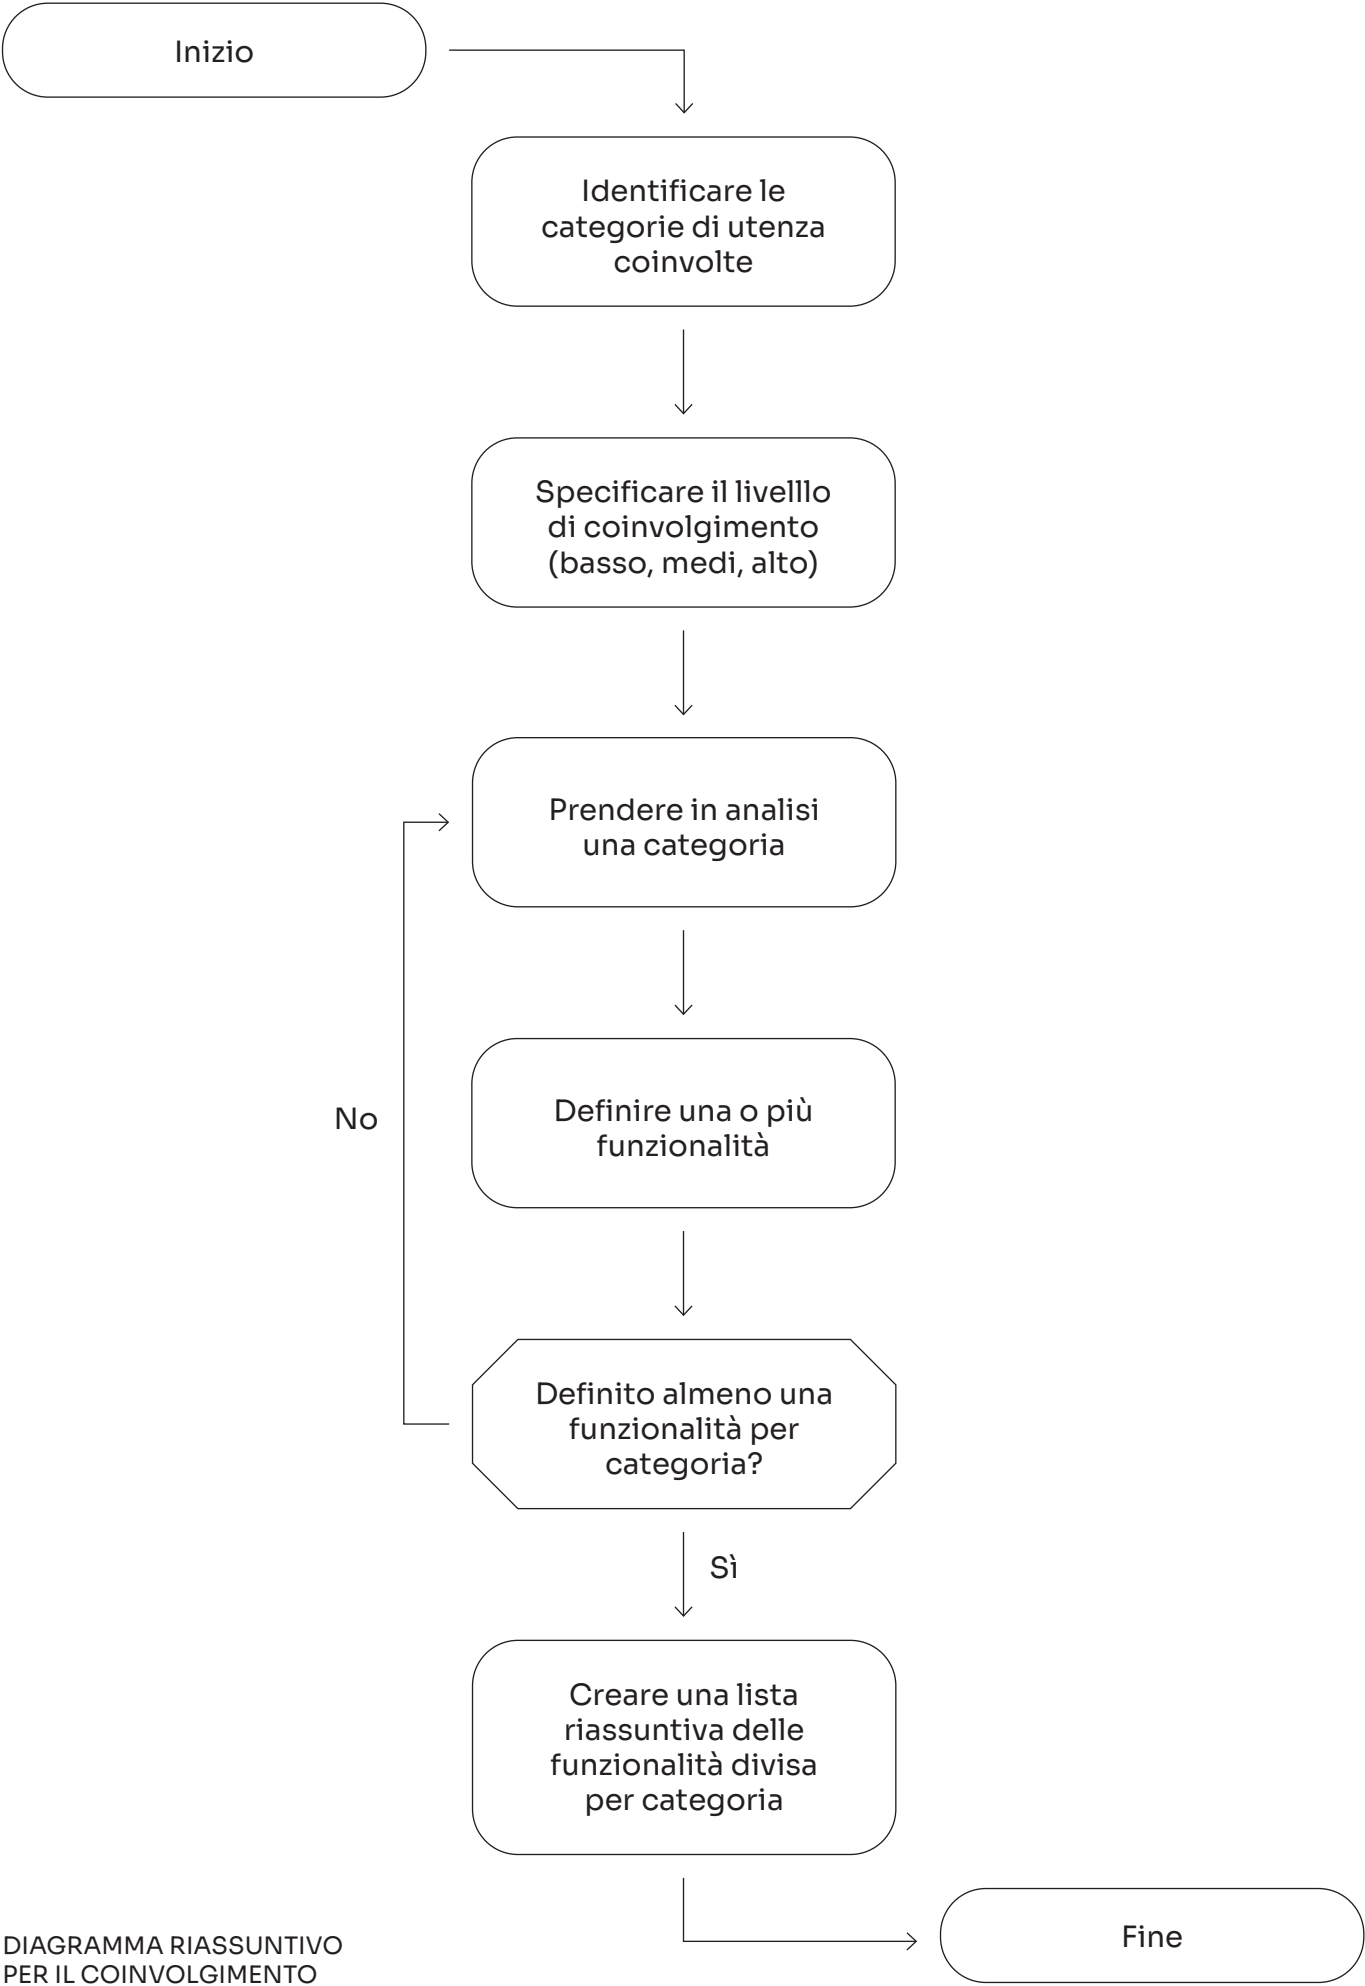 Inizio
Identificare le
categorie di utenza
coinvolte
Specificare il livelllo
di coinvolgimento
(basso, medi, alto)
Prendere in analisi
una categoria
No
Definire una o più
funzionalità
Definito almeno una
funzionalità per
categoria?
Sì
Creare una lista
riassuntiva delle
funzionalità divisa
per categoria
Fine
DIAGRAMMA RIASSUNTIVO
PER IL COINVOLGIMENTO